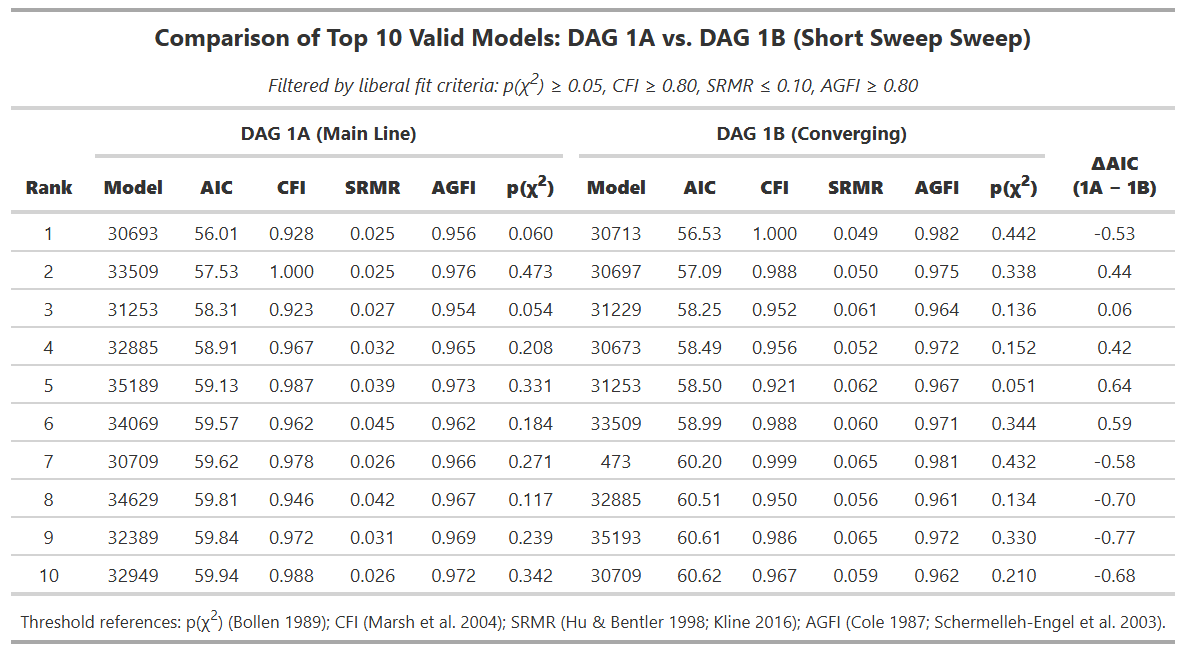 Comparison of Top 10 Valid Models: DAG 1A vs. DAG 1B (Short Sweep Sweep)
Filtered by liberal fit criteria: p(χ²) ≥ 0.05, CFI ≥ 0.80, SRMR ≤ 0.10, AGFI ≥ 0.80
DAG 1A (Main Line) DAG 1B (Converging)
Rank Model AIC CFI SRMR AGFI p(χ²) Model AIC CFI SRMR AGFI p(χ²) ΔAIC (1A − 1B)
1 30693 56.01 0.928 0.025 0.956 0.060 30713 56.53 1.000 0.049 0.982 0.442 -0.53
2 33509 57.53 1.000 0.025 0.976 0.473 30697 57.09 0.988 0.050 0.975 0.338 0.44
3 31253 58.31 0.923 0.027 0.954 0.054 31229 58.25 0.952 0.061 0.964 0.136 0.06
4 32885 58.91 0.967 0.032 0.965 0.208 30673 58.49 0.956 0.052 0.972 0.152 0.42
5 35189 59.13 0.987 0.039 0.973 0.331 31253 58.50 0.921 0.062 0.967 0.051 0.64
6 34069 59.57 0.962 0.045 0.962 0.184 33509 58.99 0.988 0.060 0.971 0.344 0.59
7 30709 59.62 0.978 0.026 0.966 0.271 473 60.20 0.999 0.065 0.981 0.432 -0.58
8 34629 59.81 0.946 0.042 0.967 0.117 32885 60.51 0.950 0.056 0.961 0.134 -0.70
9 32389 59.84 0.972 0.031 0.969 0.239 35193 60.61 0.986 0.065 0.972 0.330 -0.77
10 32949 59.94 0.988 0.026 0.972 0.342 30709 60.62 0.967 0.059 0.962 0.210 -0.68
Threshold references: p(χ²) (Bollen 1989); CFI (Marsh et al. 2004); SRMR (Hu & Bentler 1998; Kline 2016); AGFI (Cole 1987; Schermelleh-Engel et al. 2003).